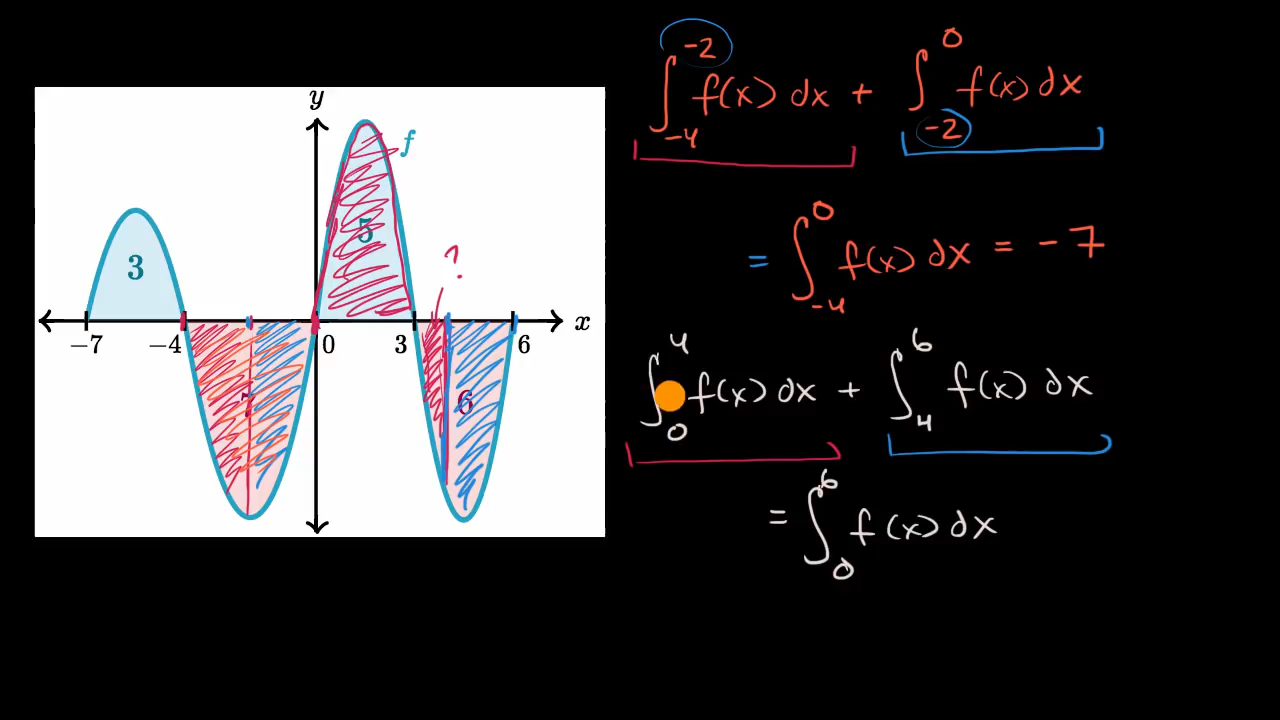 ∫_{-4}^{-2} f(x) dx + ∫_{-2}^{0} f(x) dx
= ∫_{-4}^{0} f(x) dx = -7
∫_{0}^{4} f(x) dx + ∫_{4}^{6} f(x) dx
= ∫_{0}^{6} f(x) dx
y
f
3
5
?
-7
-4
0
3
6
x
7
6